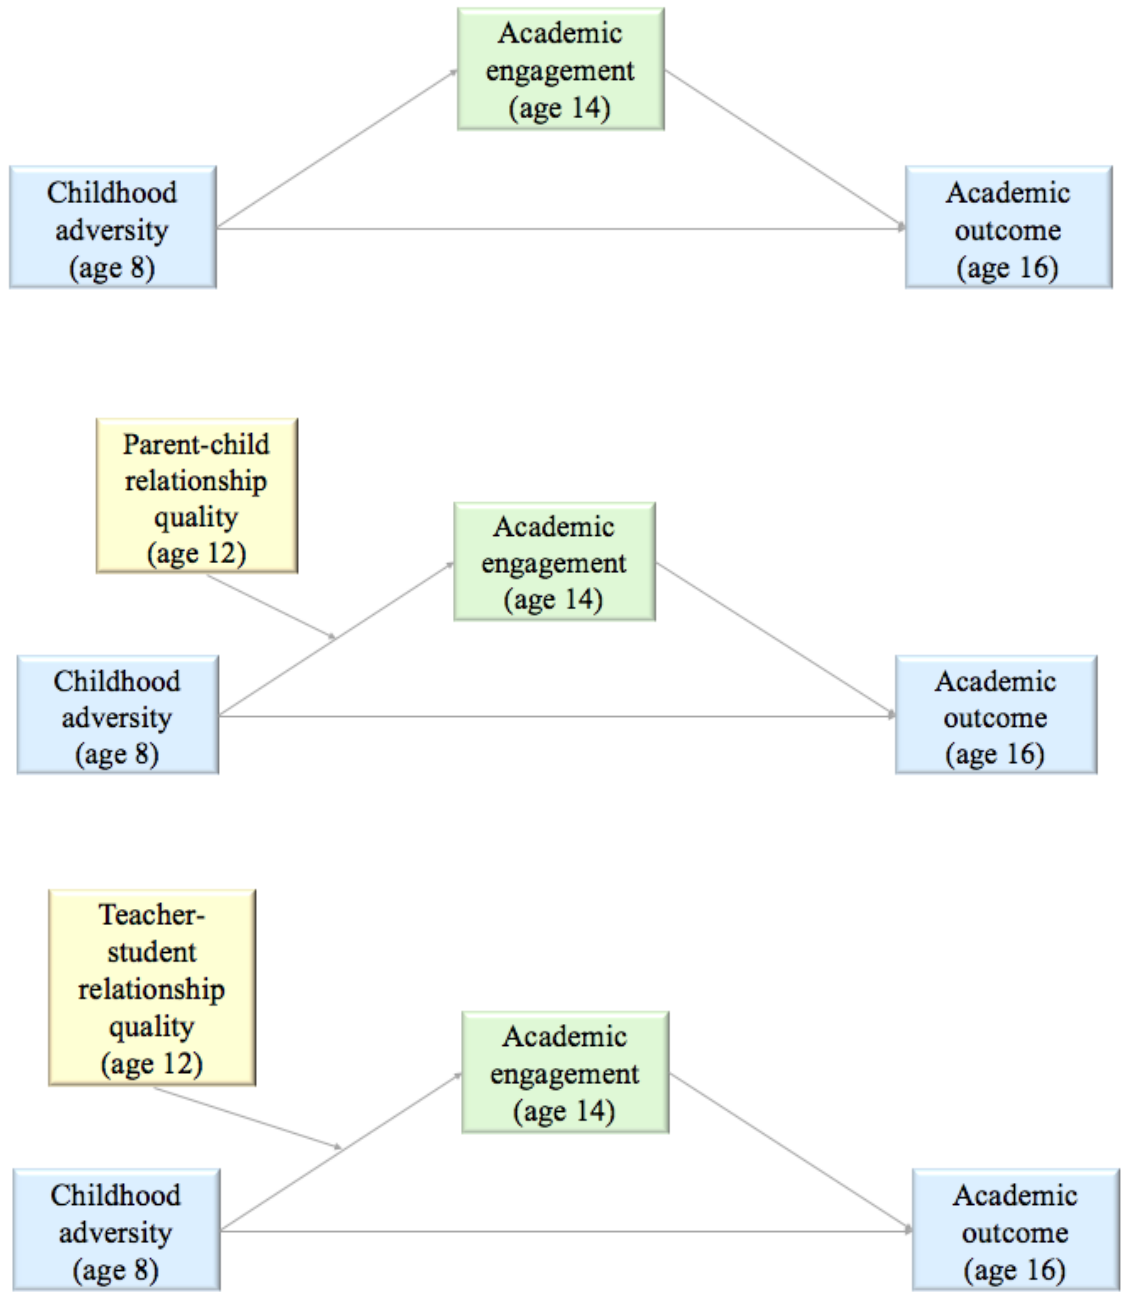 Academic
engagement
(age 14)
Childhood
adversity
(age 8)
Academic
outcome
(age 16)
Parent-child
relationship
quality
(age 12)
Academic
engagement
(age 14)
Childhood
adversity
(age 8)
Academic
outcome
(age 16)
Teacher-
student
relationship
quality
(age 12)
Academic
engagement
(age 14)
Childhood
adversity
(age 8)
Academic
outcome
(age 16)